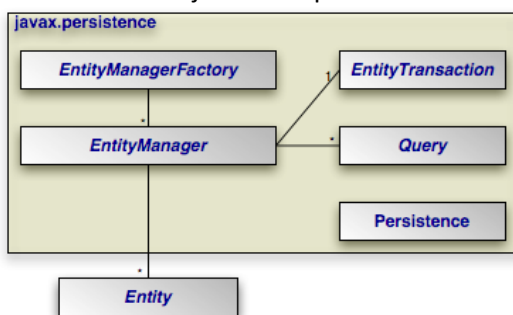 javax.persistence
EntityManagerFactory
EntityTransaction
1
*
EntityManager
*
Query
Persistence
*
Entity